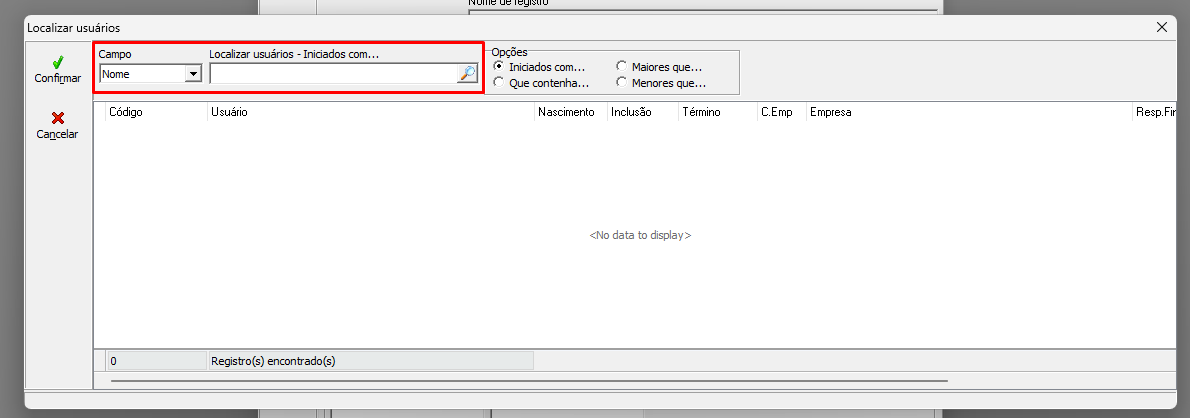 Nome de registro
Localizar usuários
Confirmar
Cancelar
Campo
Localizar usuários - Iniciados com...
Nome
Opções
Iniciados com...
Maiores que...
Que contenha...
Menores que...
Código Usuário Nascimento Inclusão Término C.Emp Empresa Resp.Fin
<No data to display>
0 Registro(s) encontrado(s)